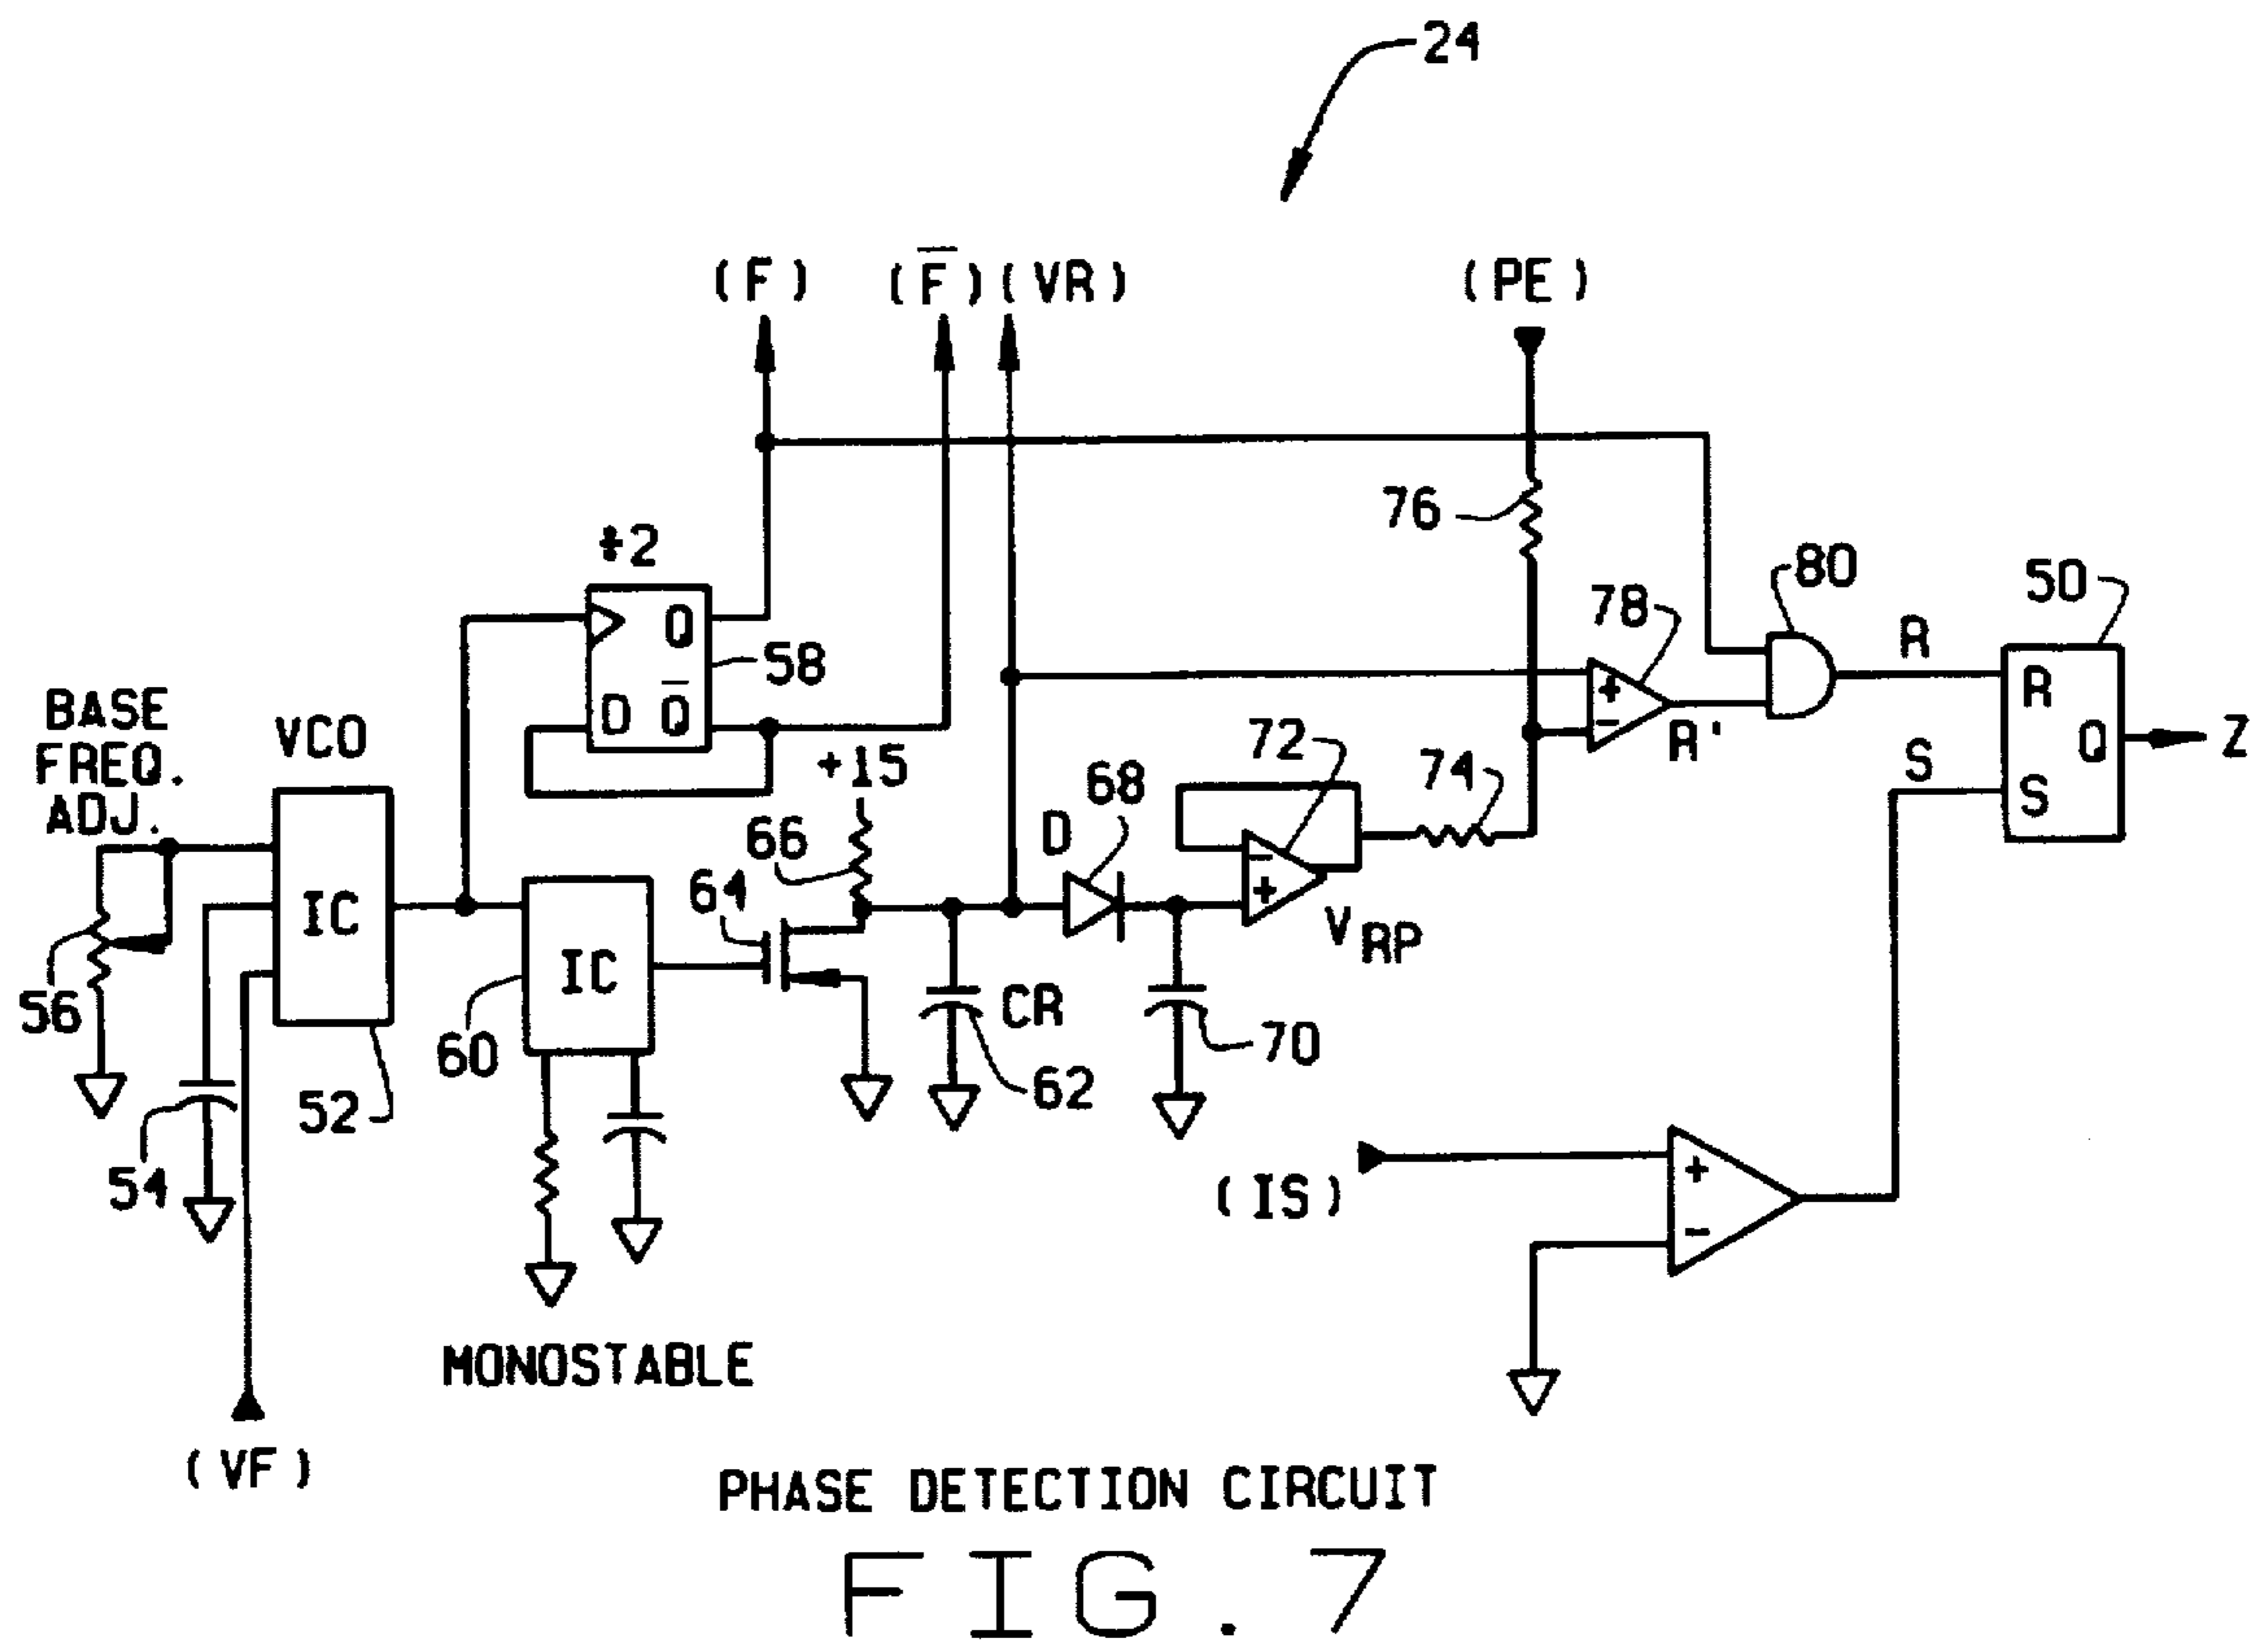 24
(F) (F̅) (VR) (PE)
76
÷2
80
50
78
Q
58
D Q̅
R
R
BASE
FREQ.
ADJ.
VCO
+15
72
74
R'
Q
Z
S
S
66
D
68
64
IC
+
-
-
+
V RP
56
IC
CR
60
70
62
52
54
(IS)
+
-
MONOSTABLE
(VF)
PHASE DETECTION CIRCUIT
FIG. 7